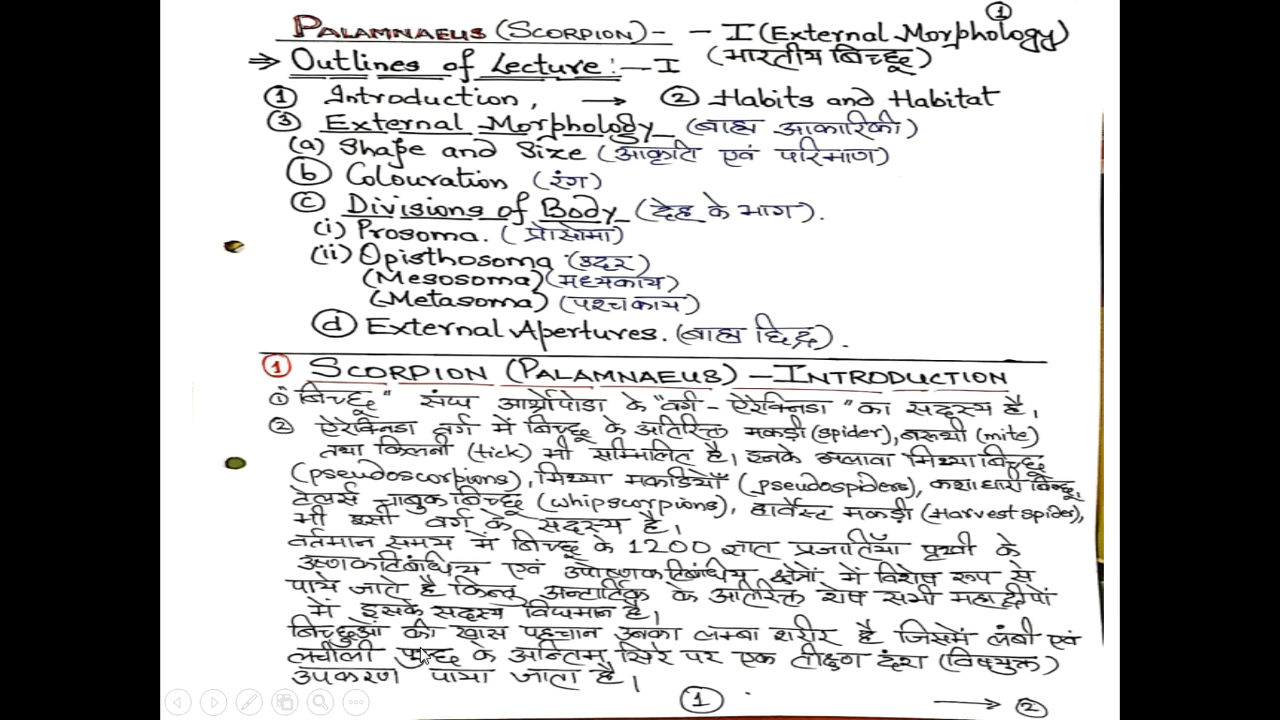 ①
PALAMNAEUS (SCORPION)- - I (External Morphology)
⇒ Outlines of Lecture:-I (भारतीय बिच्छू)
① Introduction, → ② Habits and Habitat
③ External Morphology (बाह्य आकारिकी)
(a) Shape and Size (आकृति एवं परिमाण)
ⓑ Colouration (रंग)
ⓒ Divisions of Body (देह के भाग).
(i) Prosoma. (प्रोसोमा)
(ii) Opisthosoma (उदर)
(Mesosoma) (मध्यकाय)
(Metasoma) (पश्चकाय)
ⓓ External Apertures. (बाह्य छिद्र).
① SCORPION (PALAMNAEUS) - INTRODUCTION
① "बिच्छू" संघ आर्थ्रोपोडा के "वर्ग - ऐरेक्निडा" का सदस्य है।
② ऐरेक्निडा वर्ग में बिच्छू के अतिरिक्त मकड़ी (spider), बरूथी (mite)
तथा किलनी (tick) भी सम्मिलित है। इनके अलावा मिथ्या बिच्छू
(pseudoscorpions), मिथ्या मकडियाँ (pseudospiders), कशाधारी बिच्छू,
टेलर्स चाबुक बिच्छू (whipscorpions), हार्वेस्ट मकड़ी (Harvest spider),
भी इसी वर्ग के सदस्य है।
वर्तमान समय में बिच्छू के 1200 ज्ञात प्रजातियाँ पृथ्वी के
उष्णकटिबंधिय एवं उपोष्णकटिबंधिय क्षेत्रों में विशेष रूप से
पाये जाते है किन्तु अन्टार्टिक के अतिरिक्त शेष सभी महाद्वीपों
में इसके सदस्य विद्यमान है।
बिच्छुओं की खास पहचान उनका लम्बा शरीर है जिसमें लंबी एवं
लचीली पुच्छ के अन्तिम सिरे पर एक तीक्ष्ण दंश (विषयुक्त)
उपकरण पाया जाता है।
① → ②